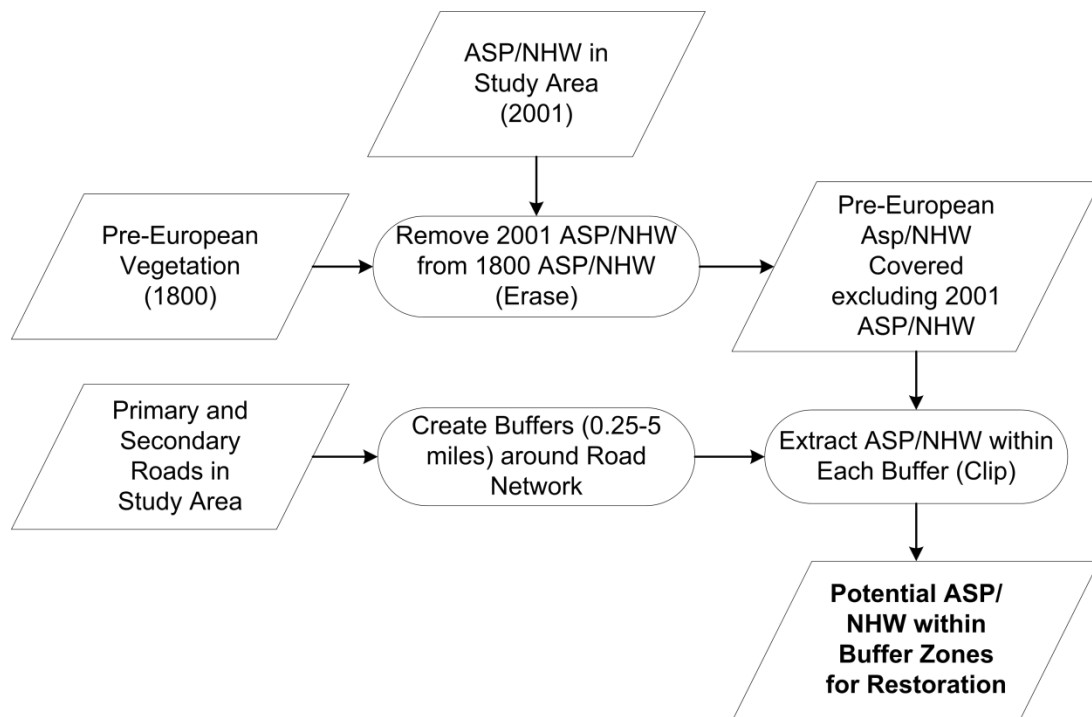 ASP/NHW in
Study Area
(2001)
Pre-European
Vegetation
(1800)
Remove 2001 ASP/NHW
from 1800 ASP/NHW
(Erase)
Pre-European
Asp/NHW
Covered
excluding 2001
ASP/NHW
Primary and
Secondary
Roads in
Study Area
Create Buffers (0.25-5
miles) around Road
Network
Extract ASP/NHW within
Each Buffer (Clip)
Potential ASP/
NHW within
Buffer Zones
for Restoration